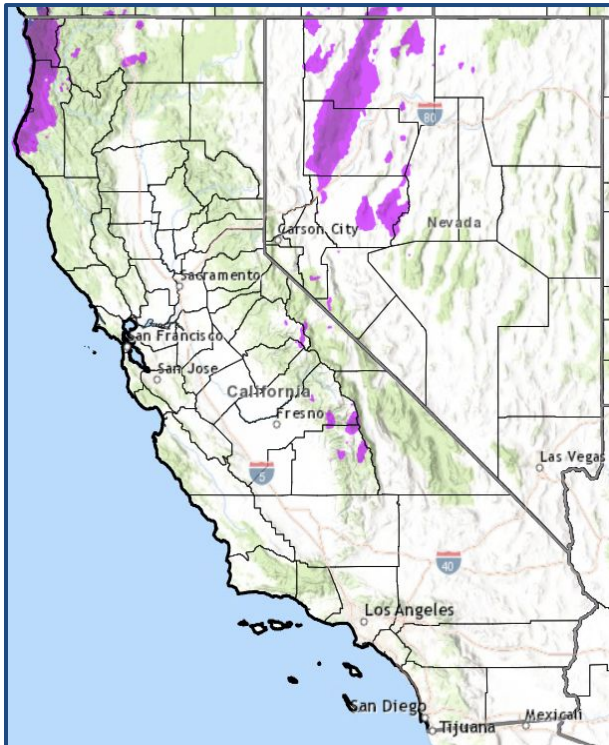 80
Nevada
Carson City
Sacramento
San Francisco
San Jose
California
Fresno
Las Vegas
5
40
Los Angeles
San Diego
Tijuana
Mexicali